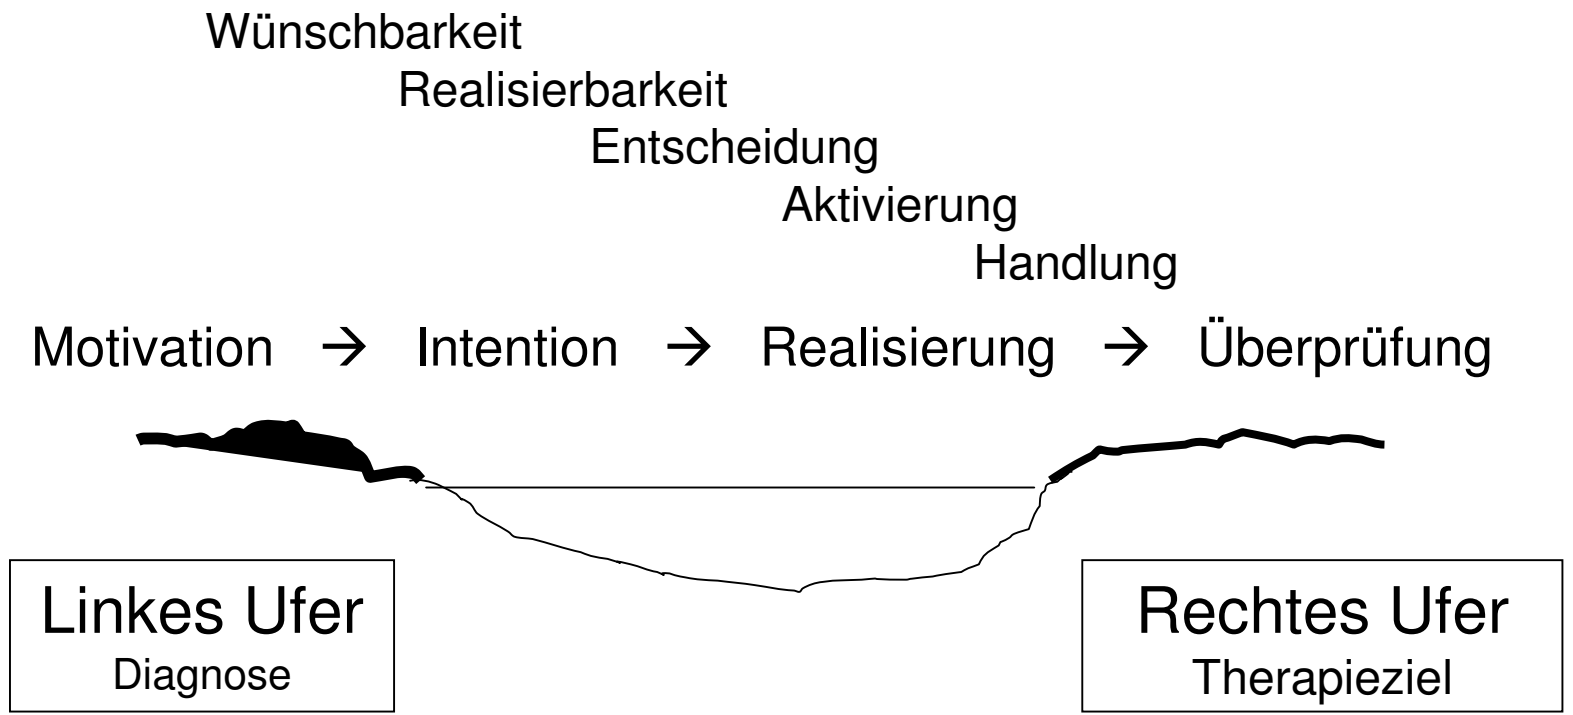 Wünschbarkeit
Realisierbarkeit
Entscheidung
Aktivierung
Handlung
Motivation → Intention → Realisierung → Überprüfung
Linkes Ufer
Diagnose
Rechtes Ufer
Therapieziel